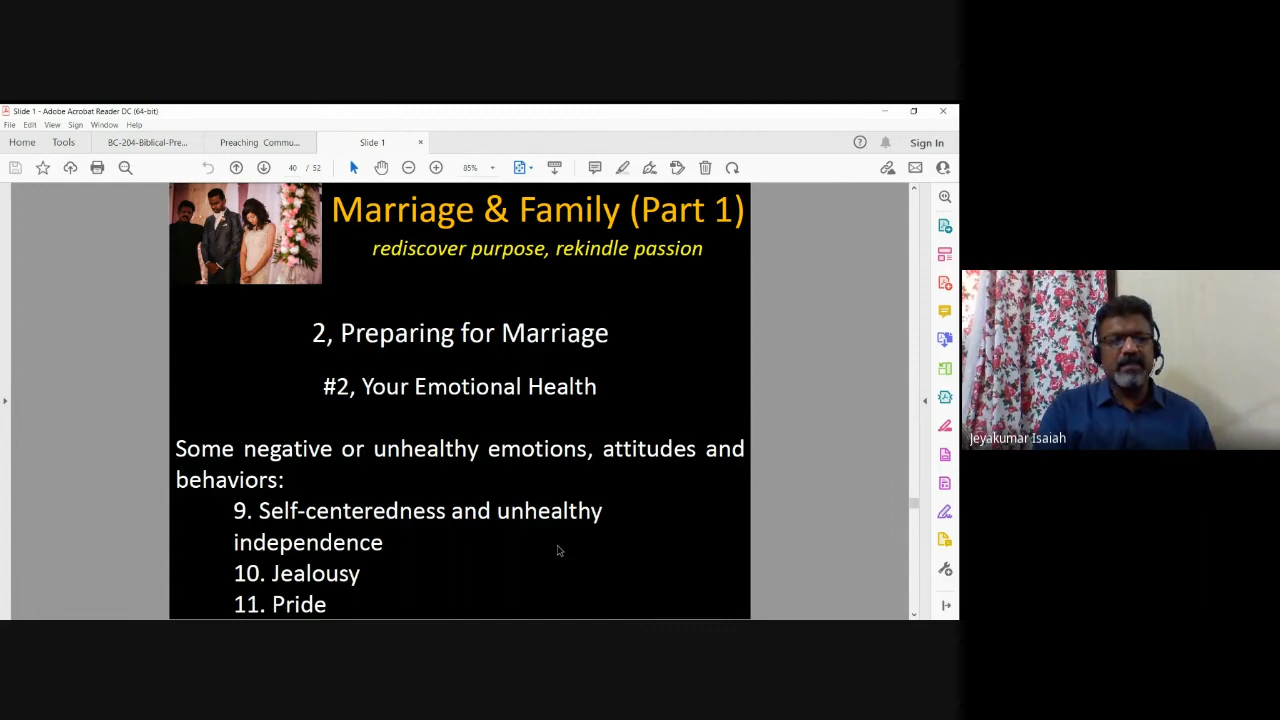 Slide 1 - Adobe Acrobat Reader DC (64-bit)
File Edit View Sign Window Help
Home Tools BC-204-Biblical-Pre... Preaching Commu... Slide 1 × Sign In
40 / 52 85%
Marriage & Family (Part 1)
rediscover purpose, rekindle passion
2, Preparing for Marriage
#2, Your Emotional Health
Some negative or unhealthy emotions, attitudes and
behaviors:
9. Self-centeredness and unhealthy
independence
10. Jealousy
11. Pride
Jeyakumar Isaiah